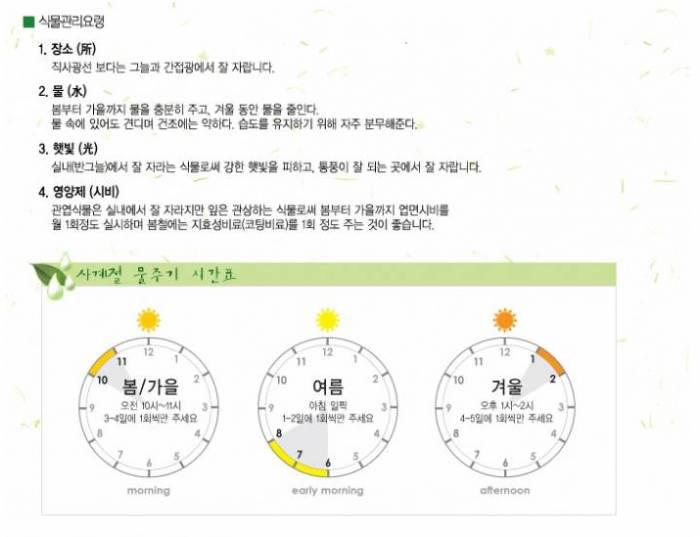 식물관리요령
1. 장소 (所)
직사광선 보다는 그늘과 간접광에서 잘 자랍니다.
2. 물 (水)
봄부터 가을까지 물을 충분히 주고, 겨울 동안 물을 줄인다.
물 속에 있어도 견디며 건조에는 약하다. 습도를 유지하기 위해 자주 분무해준다.
3. 햇빛 (光)
실내(반그늘)에서 잘 자라는 식물로써 강한 햇빛을 피하고, 통풍이 잘 되는 곳에서 잘 자랍니다.
4. 영양제 (시비)
관엽식물은 실내에서 잘 자라지만 잎은 관상하는 식물로써 봄부터 가을까지 엽면시비를
월 1회정도 실시하며 봄철에는 지효성비료(코팅비료)를 1회 정도 주는 것이 좋습니다.
사계절 물주기 시간표
12 1 2 3 4 5 6 7 8 9 10 11
봄/가을
오전 10시~11시
3-4일에 1회씩만 주세요
morning
12 1 2 3 4 5 6 7 8 9 10 11
여름
아침 일찍
1-2일에 1회씩만 주세요
early morning
12 1 2 3 4 5 6 7 8 9 10 11
겨울
오후 1시~2시
4-5일에 1회씩만 주세요
afternoon